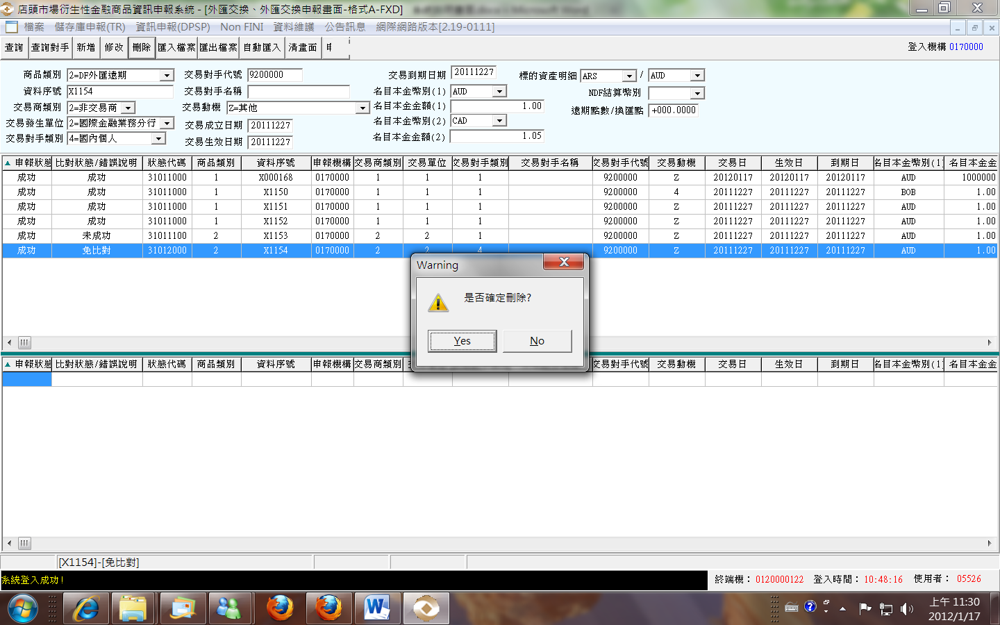 店頭市場衍生性金融商品資訊申報系統 - [外匯交換、外匯交換申報畫面-格式A-FXD]
檔案 儲存庫申報(TR) 資訊申報(DPSP) Non FINI 資料維護 公告訊息 網際網路版本[2.19-0111]
查詢 查詢對手 新增 修改 刪除 匯入檔案 匯出檔案 自動匯入 清畫面 登入機構 0170000
商品類別 2=DF外匯遠期 交易對手代號 9200000 交易到期日期 20111227 標的資產明細 ARS / AUD
資料序號 X1154 交易對手名稱 名目本金幣別(1) AUD NDF結算幣別
交易商類別 2=非交易商 交易動機 Z=其他 名目本金金額(1) 1.00 遠期點數/換匯點 +000.0000
交易發生單位 2=國際金融業務分行 交易成立日期 20111227 名目本金幣別(2) CAD
交易對手類別 4=國內個人 交易生效日期 20111227 名目本金金額(2) 1.05
申報狀態 比對狀態/錯誤說明 狀態代碼 商品類別 資料序號 申報機構 交易商類別 交易單位 交易對手類別 交易對手名稱 交易對手代號 交易動機 交易日 生效日 到期日 名目本金幣別(1 名目本金金
成功 成功 31011000 1 X000168 0170000 1 1 1 9200000 Z 20120117 20120117 20120117 AUD 1000000
成功 成功 31011000 1 X1150 0170000 1 1 1 9200000 4 20111227 20111227 20111227 BOB 1.00
成功 成功 31011000 1 X1151 0170000 1 1 1 9200000 Z 20111227 20111227 20111227 AUD 1.00
成功 成功 31011000 1 X1152 0170000 1 1 1 9200000 Z 20111227 20111227 20111227 AUD 1.00
成功 未成功 31011100 2 X1153 0170000 2 2 1 9200000 Z 20111227 20111227 20111227 AUD 1.00
成功 免比對 31012000 2 X1154 0170000 2 2 4 9200000 Z 20111227 20111227 20111227 AUD 1.00
Warning
是否確定刪除?
Yes No
申報狀態 比對狀態/錯誤說明 狀態代碼 商品類別 資料序號 申報機構 交易商類別 交易對手代號 交易動機 交易日 生效日 到期日 名目本金幣別(1 名目本金金
[X1154]-[免比對]
系統登入成功! 終端機: 0120000122 登入時間: 10:48:16 使用者: 05526
上午 11:30
2012/1/17